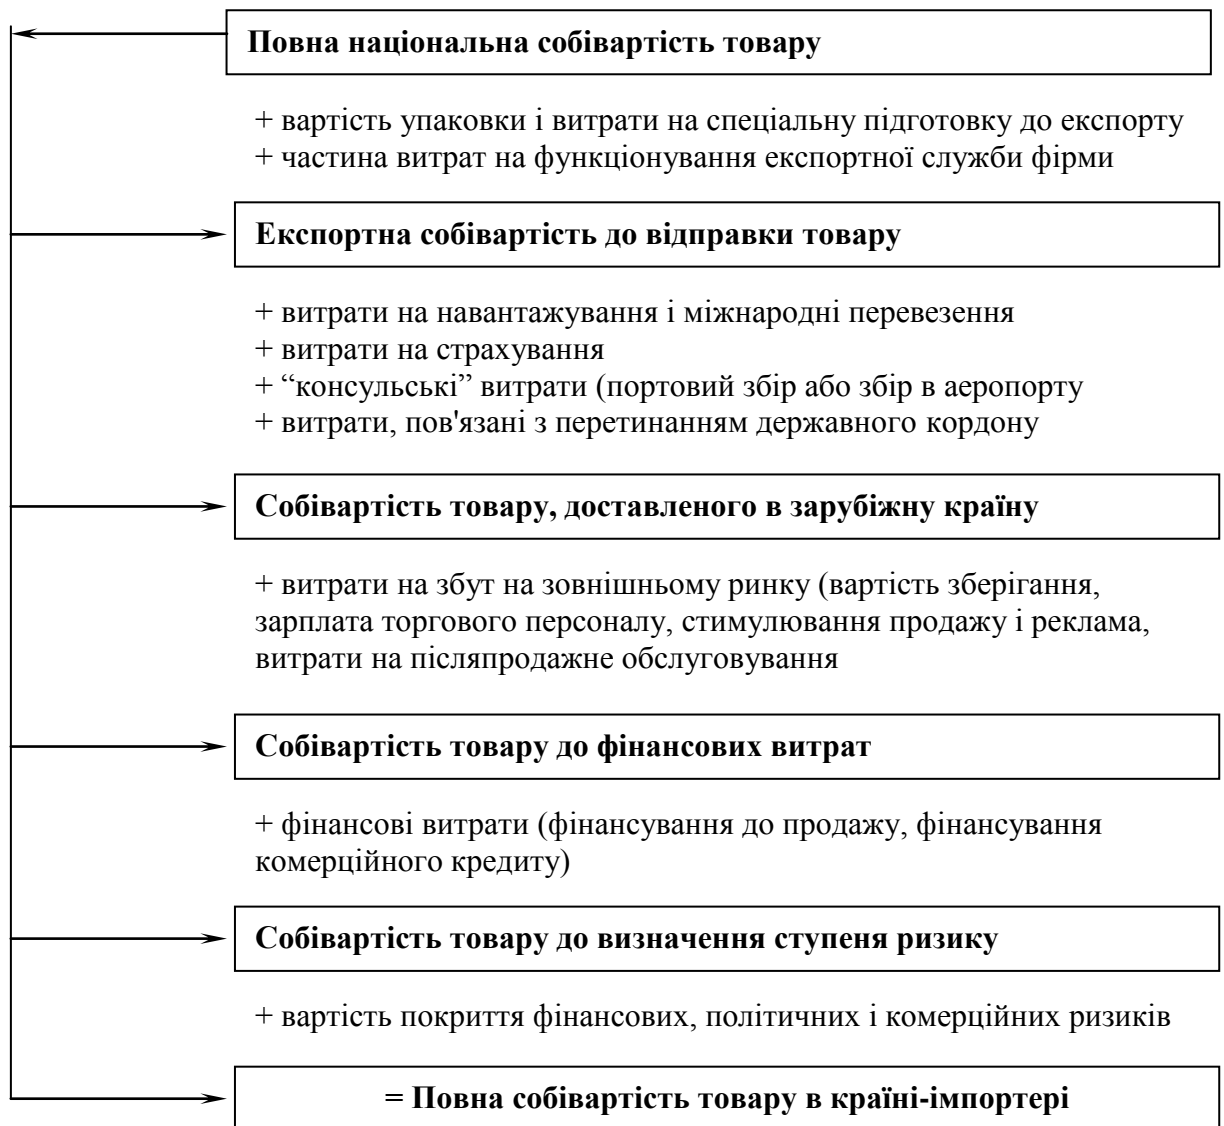 Повна національна собівартість товару
+ вартість упаковки і витрати на спеціальну підготовку до експорту
+ частина витрат на функціонування експортної служби фірми
Експортна собівартість до відправки товару
+ витрати на навантажування і міжнародні перевезення
+ витрати на страхування
+ “консульські” витрати (портовий збір або збір в аеропорту
+ витрати, пов'язані з перетинанням державного кордону
Собівартість товару, доставленого в зарубіжну країну
+ витрати на збут на зовнішньому ринку (вартість зберігання,
зарплата торгового персоналу, стимулювання продажу і реклама,
витрати на післяпродажне обслуговування
Собівартість товару до фінансових витрат
+ фінансові витрати (фінансування до продажу, фінансування
комерційного кредиту)
Собівартість товару до визначення ступеня ризику
+ вартість покриття фінансових, політичних і комерційних ризиків
= Повна собівартість товару в країні-імпортері